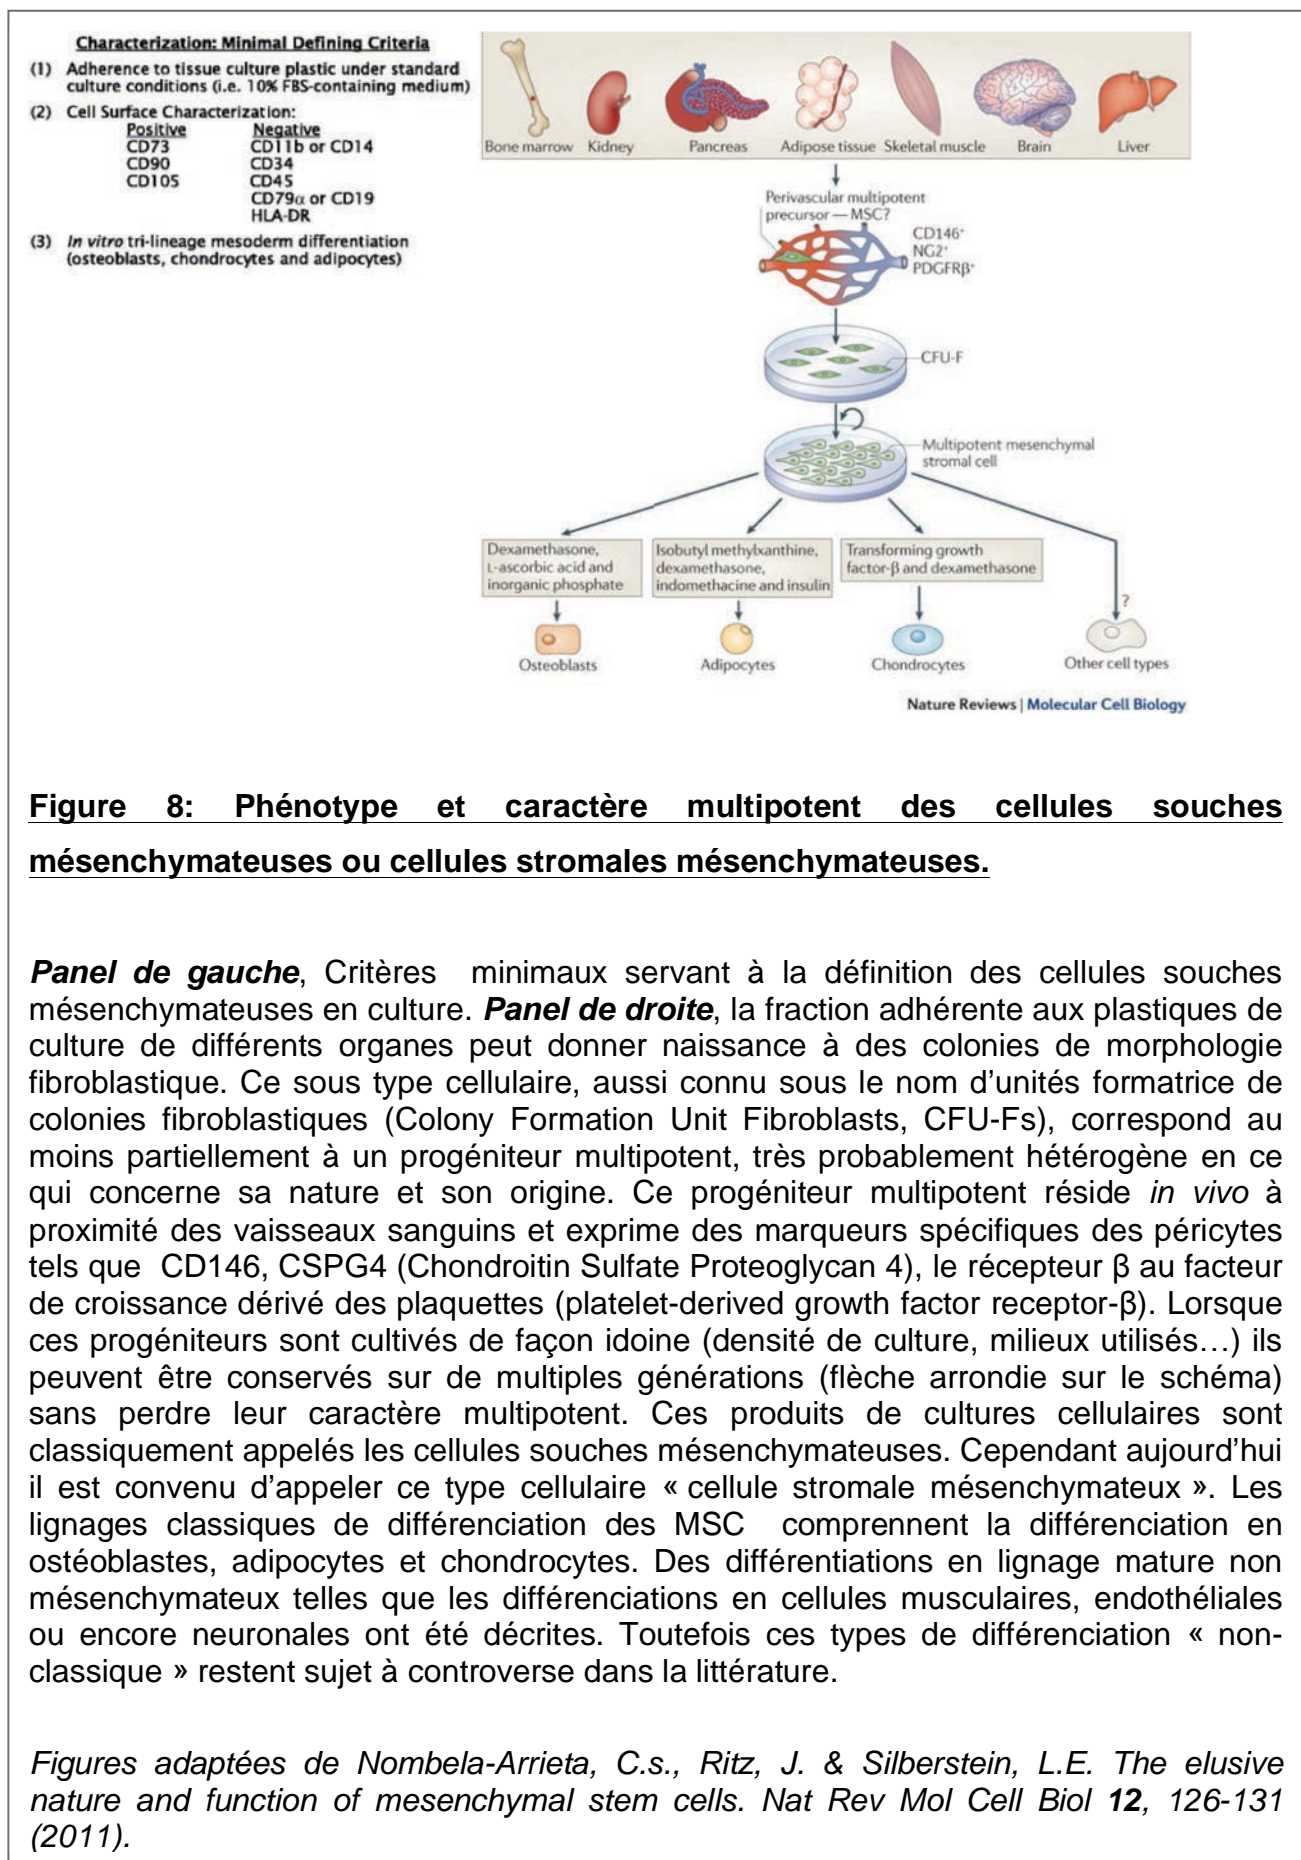 Characterization: Minimal Defining Criteria
(1) Adherence to tissue culture plastic under standard
culture conditions (i.e. 10% FBS-containing medium)
(2) Cell Surface Characterization:
Positive Negative
CD73 CD11b or CD14
CD90 CD34
CD105 CD45
CD79α or CD19
HLA-DR
(3) In vitro tri-lineage mesoderm differentiation
(osteoblasts, chondrocytes and adipocytes)
Bone marrow Kidney Pancreas Adipose tissue Skeletal muscle Brain Liver
Perivascular multipotent
precursor — MSC?
CD146⁺
NG2⁺
PDGFRβ⁺
CFU-F
Multipotent mesenchymal
stromal cell
Dexamethasone,
L-ascorbic acid and
inorganic phosphate
Isobutyl methylxanthine,
dexamethasone,
indomethacine and insulin
Transforming growth
factor-β and dexamethasone
?
Osteoblasts Adipocytes Chondrocytes Other cell types
Nature Reviews | Molecular Cell Biology
Figure 8: Phénotype et caractère multipotent des cellules souches
mésenchymateuses ou cellules stromales mésenchymateuses.
Panel de gauche, Critères minimaux servant à la définition des cellules souches
mésenchymateuses en culture. Panel de droite, la fraction adhérente aux plastiques de
culture de différents organes peut donner naissance à des colonies de morphologie
fibroblastique. Ce sous type cellulaire, aussi connu sous le nom d’unités formatrice de
colonies fibroblastiques (Colony Formation Unit Fibroblasts, CFU-Fs), correspond au
moins partiellement à un progéniteur multipotent, très probablement hétérogène en ce
qui concerne sa nature et son origine. Ce progéniteur multipotent réside in vivo à
proximité des vaisseaux sanguins et exprime des marqueurs spécifiques des péricytes
tels que CD146, CSPG4 (Chondroitin Sulfate Proteoglycan 4), le récepteur β au facteur
de croissance dérivé des plaquettes (platelet-derived growth factor receptor-β). Lorsque
ces progéniteurs sont cultivés de façon idoine (densité de culture, milieux utilisés…) ils
peuvent être conservés sur de multiples générations (flèche arrondie sur le schéma)
sans perdre leur caractère multipotent. Ces produits de cultures cellulaires sont
classiquement appelés les cellules souches mésenchymateuses. Cependant aujourd’hui
il est convenu d’appeler ce type cellulaire « cellule stromale mésenchymateux ». Les
lignages classiques de différenciation des MSC comprennent la différenciation en
ostéoblastes, adipocytes et chondrocytes. Des différentiations en lignage mature non
mésenchymateux telles que les différenciations en cellules musculaires, endothéliales
ou encore neuronales ont été décrites. Toutefois ces types de différenciation « non-
classique » restent sujet à controverse dans la littérature.
Figures adaptées de Nombela-Arrieta, C.s., Ritz, J. & Silberstein, L.E. The elusive
nature and function of mesenchymal stem cells. Nat Rev Mol Cell Biol 12, 126-131
(2011).